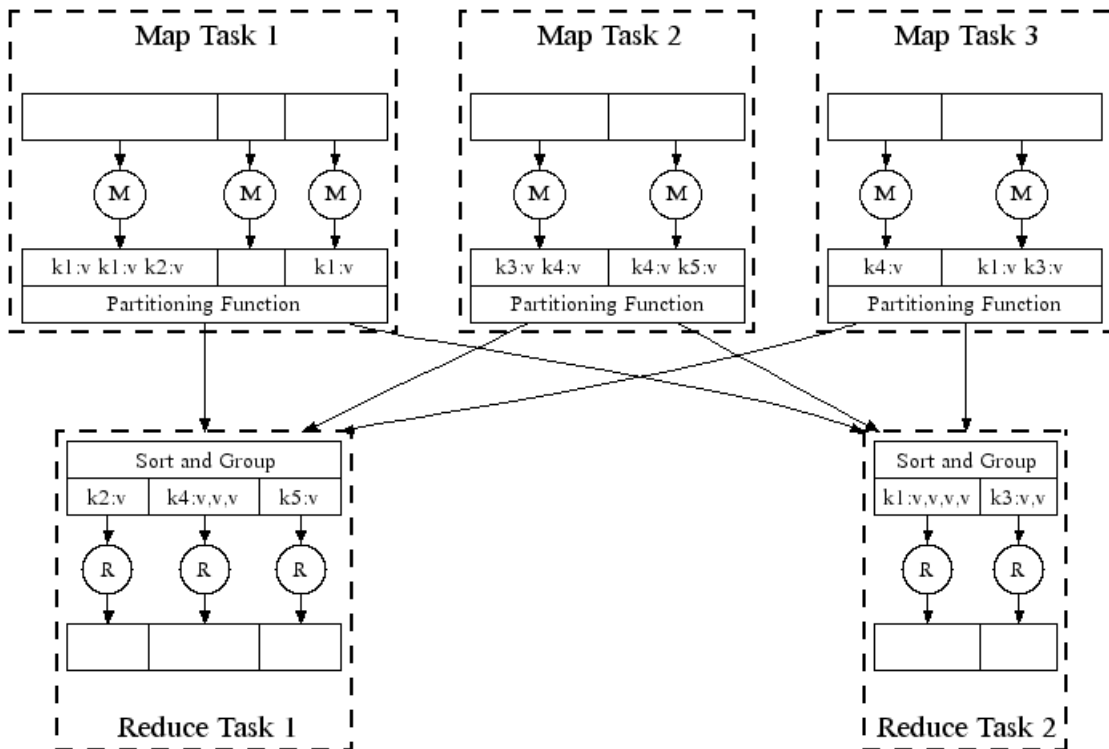 Map Task 1
Map Task 2
Map Task 3
M
M
M
M
M
M
M
k1:v k1:v k2:v
k1:v
k3:v k4:v
k4:v k5:v
k4:v
k1:v k3:v
Partitioning Function
Partitioning Function
Partitioning Function
Sort and Group
Sort and Group
k2:v
k4:v,v,v
k5:v
k1:v,v,v,v
k3:v,v
R
R
R
R
R
Reduce Task 1
Reduce Task 2